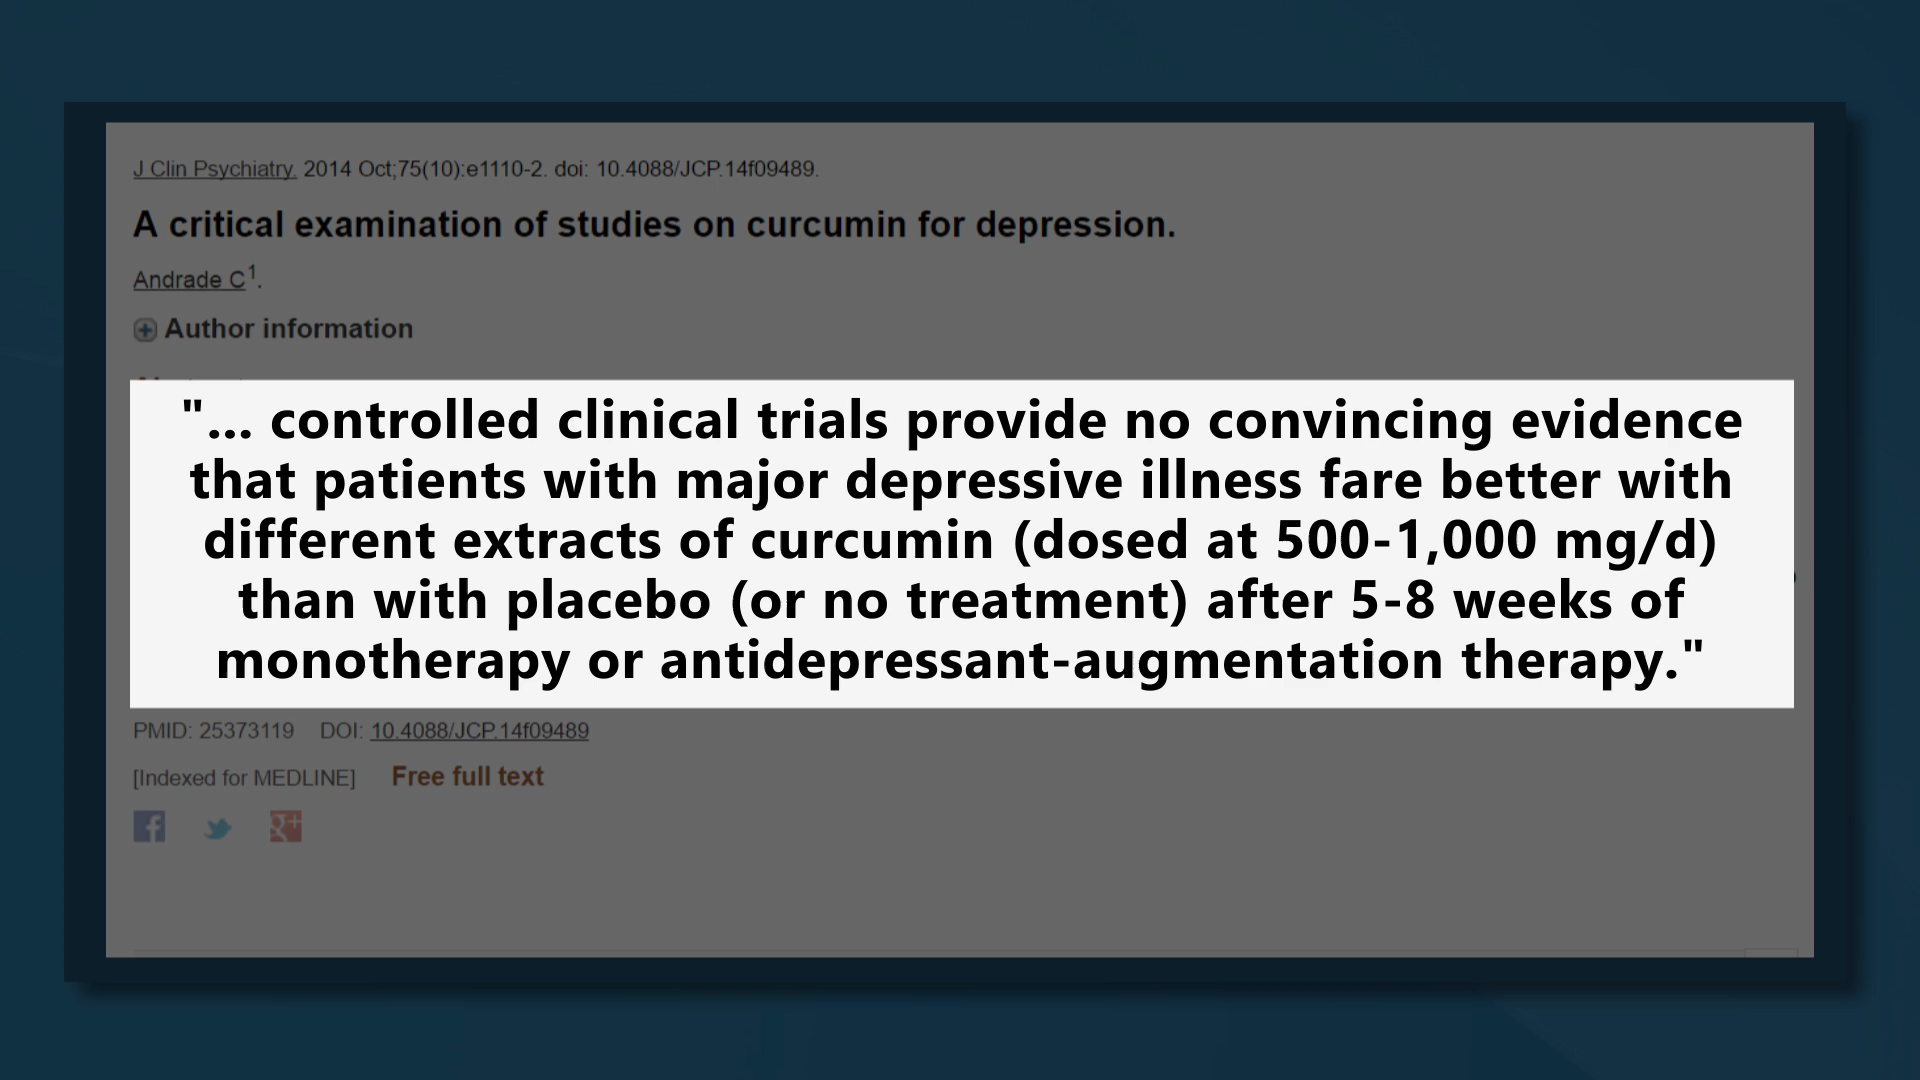 J Clin Psychiatry. 2014 Oct;75(10):e1110-2. doi: 10.4088/JCP.14f09489.
A critical examination of studies on curcumin for depression.
Andrade C1.
Author information
"... controlled clinical trials provide no convincing evidence
that patients with major depressive illness fare better with
different extracts of curcumin (dosed at 500-1,000 mg/d)
than with placebo (or no treatment) after 5-8 weeks of
monotherapy or antidepressant-augmentation therapy."
PMID: 25373119 DOI: 10.4088/JCP.14f09489
[Indexed for MEDLINE] Free full text
f g+